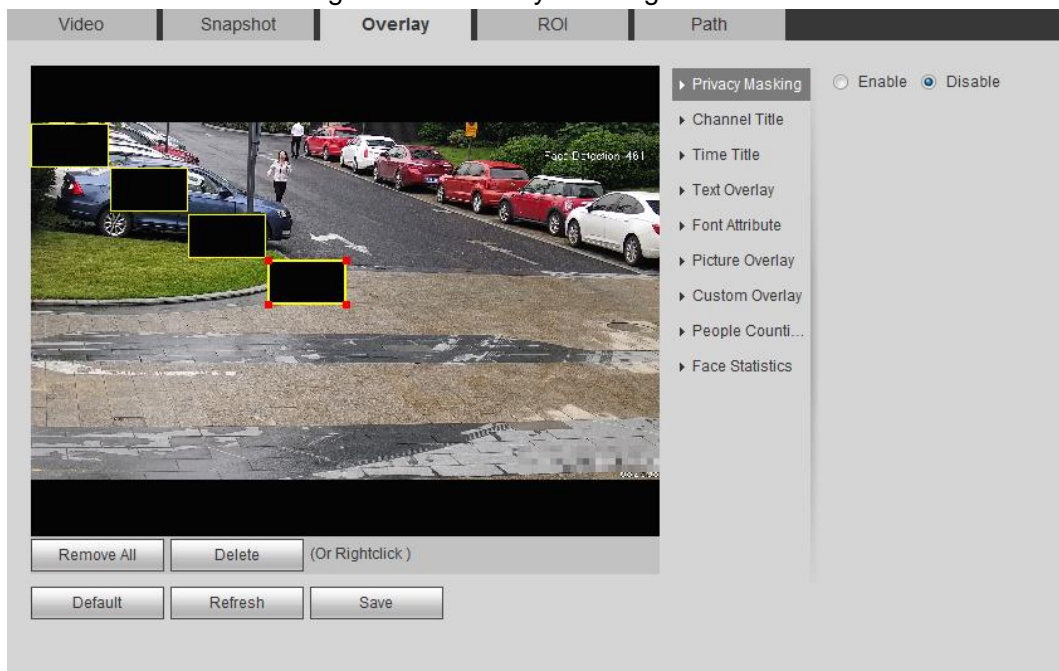 Video Snapshot Overlay ROI Path
Face Detection 461
Privacy Masking Enable Disable
Channel Title
Time Title
Text Overlay
Font Attribute
Picture Overlay
Custom Overlay
People Counti...
Face Statistics
Remove All Delete (Or Rightclick )
Default Refresh Save